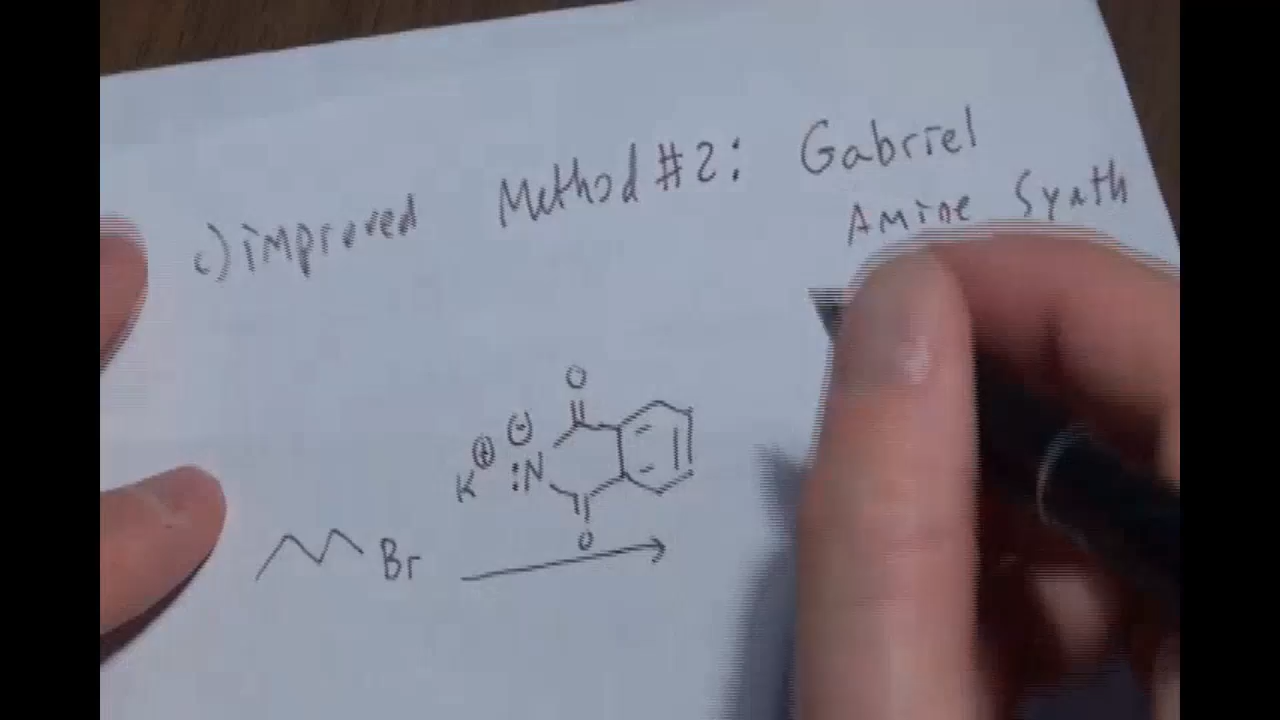 c) improved Method #2: Gabriel
Amine Synth
O
K⊕ ⊖:N
O
Br